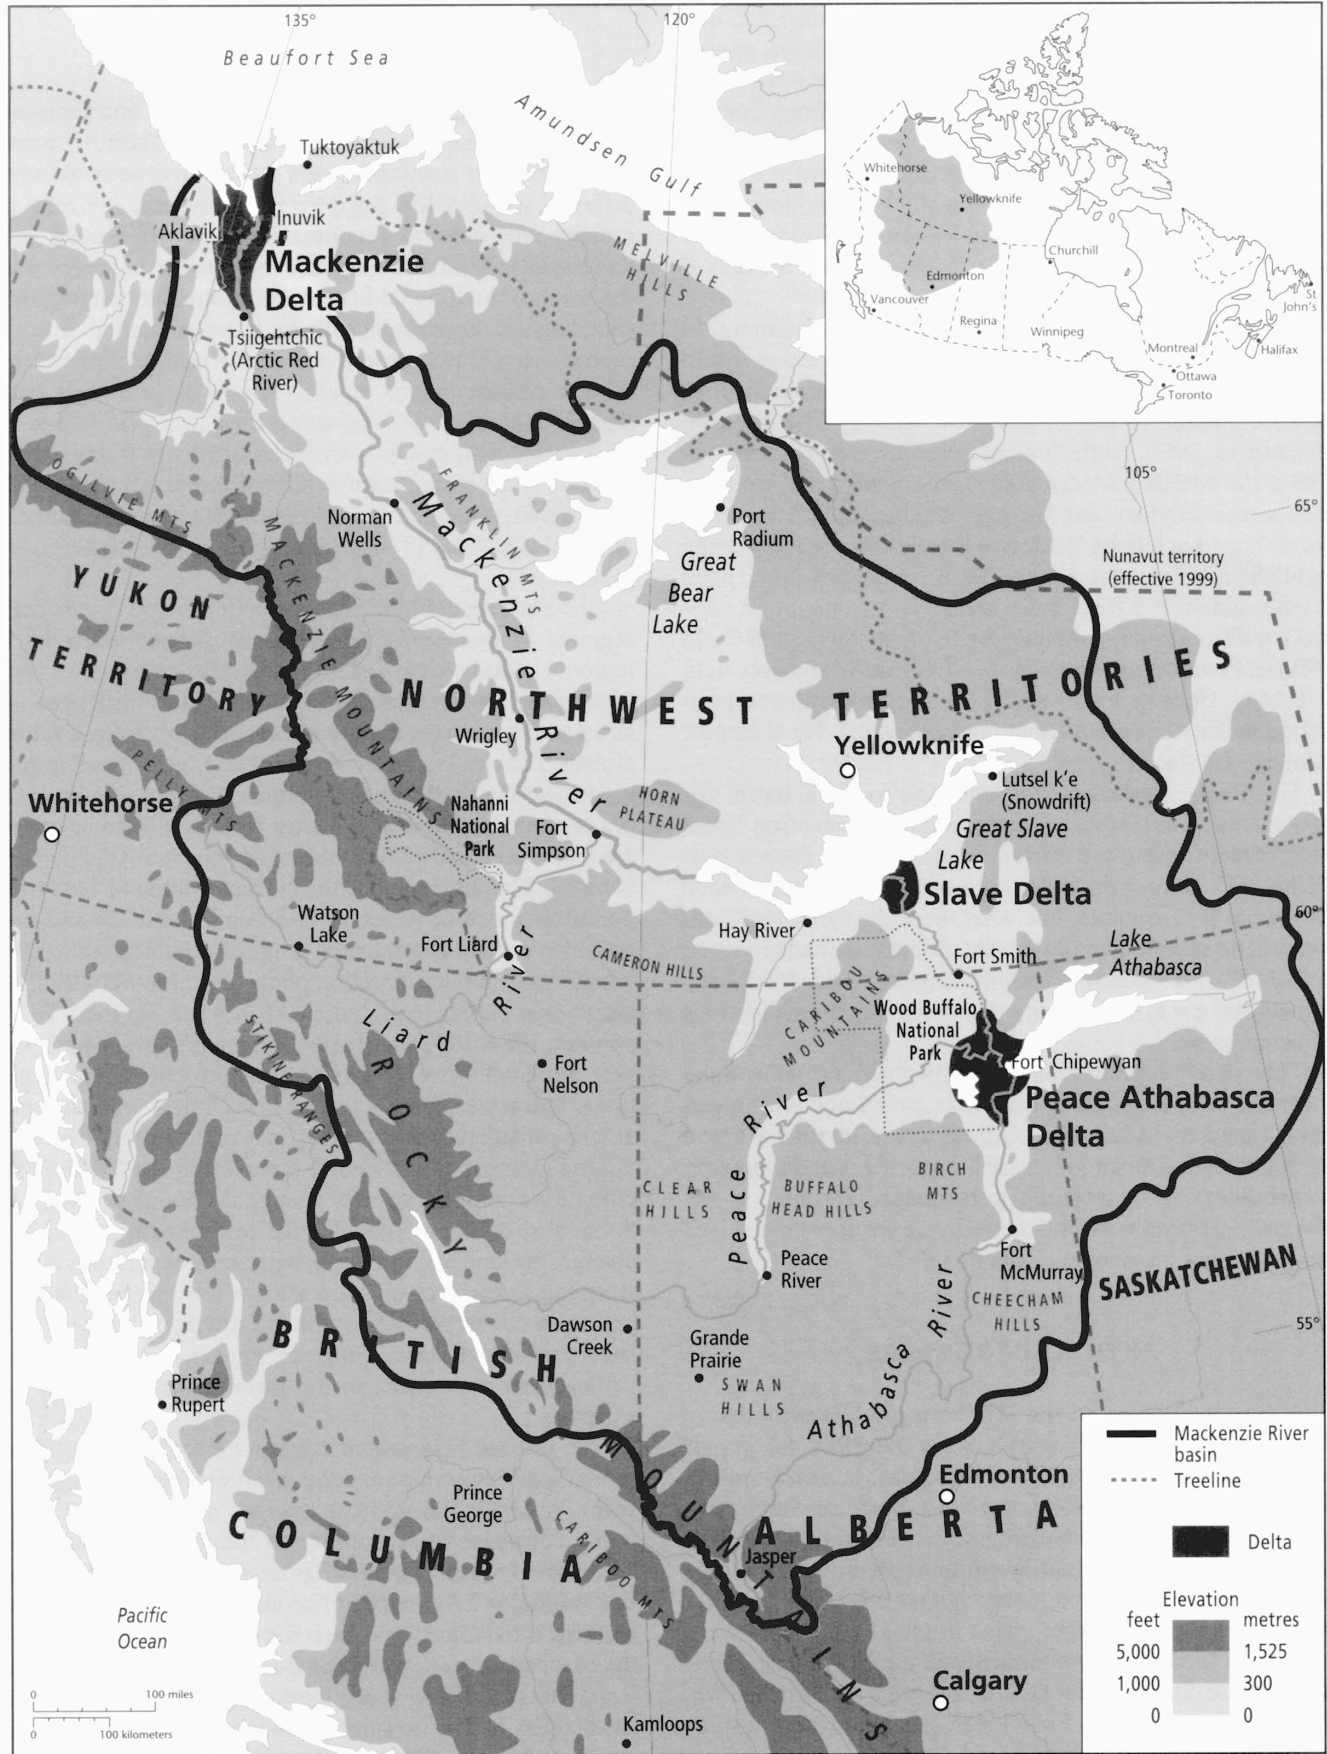 135°
120°
Beaufort Sea
Amundsen Gulf
Tuktoyaktuk
Inuvik
Aklavik
Mackenzie
Delta
Tsiigehtchic
(Arctic Red
River)
MELVILLE
HILLS
Whitehorse
Yellowknife
Churchill
Edmonton
Vancouver
Regina
Winnipeg
St
John's
Montreal
Halifax
Ottawa
Toronto
105°
65°
OGILVIE MTS
FRANKLIN MTS
Mackenzie River
MACKENZIE MOUNTAINS
Norman
Wells
Port
Radium
Great
Bear
Lake
Nunavut territory
(effective 1999)
YUKON
TERRITORY
NORTHWEST TERRITORIES
Wrigley
Yellowknife
Lutsel k'e
(Snowdrift)
PELLY MTS
Whitehorse
Nahanni
National
Park
Fort
Simpson
HORN
PLATEAU
Great Slave
Lake
Slave Delta
60°
Watson
Lake
Fort Liard
Hay River
CAMERON HILLS
Fort Smith
Lake
Athabasca
Liard River
CARIBOU
MOUNTAINS
Wood Buffalo
National
Park
STIKINE RANGES
Fort
Nelson
Fort Chipewyan
Peace Athabasca
Delta
Peace River
CLEAR
HILLS
BUFFALO
HEAD HILLS
BIRCH
MTS
Peace
River
Fort
McMurray
CHEECHAM
HILLS
SASKATCHEWAN
55°
Dawson
Creek
Grande
Prairie
SWAN
HILLS
Athabasca River
BRITISH
COLUMBIA
Prince
Rupert
Prince
George
ROCKY MOUNTAINS
CARIBOO MTS
Edmonton
ALBERTA
Jasper
Calgary
Kamloops
Pacific
Ocean
0 100 miles
0 100 kilometers
Mackenzie River
basin
Treeline
Delta
Elevation
feet metres
5,000 1,525
1,000 300
0 0